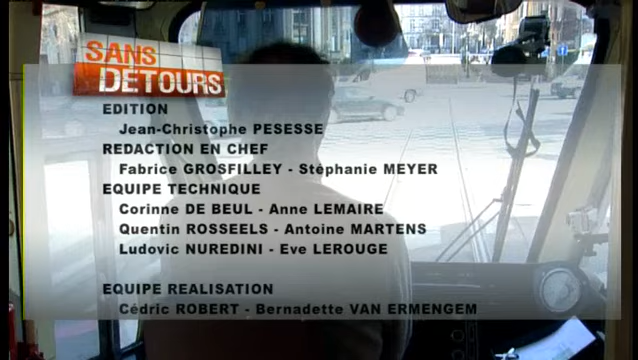 SANS
DETOURS
EDITION
Jean-Christophe PESESSE
REDACTION EN CHEF
Fabrice GROSFILLEY - Stéphanie MEYER
EQUIPE TECHNIQUE
Corinne DE BEUL - Anne LEMAIRE
Quentin ROSSEELS - Antoine MARTENS
Ludovic NUREDINI - Eve LEROUGE
EQUIPE REALISATION
Cédric ROBERT - Bernadette VAN ERMENGEM